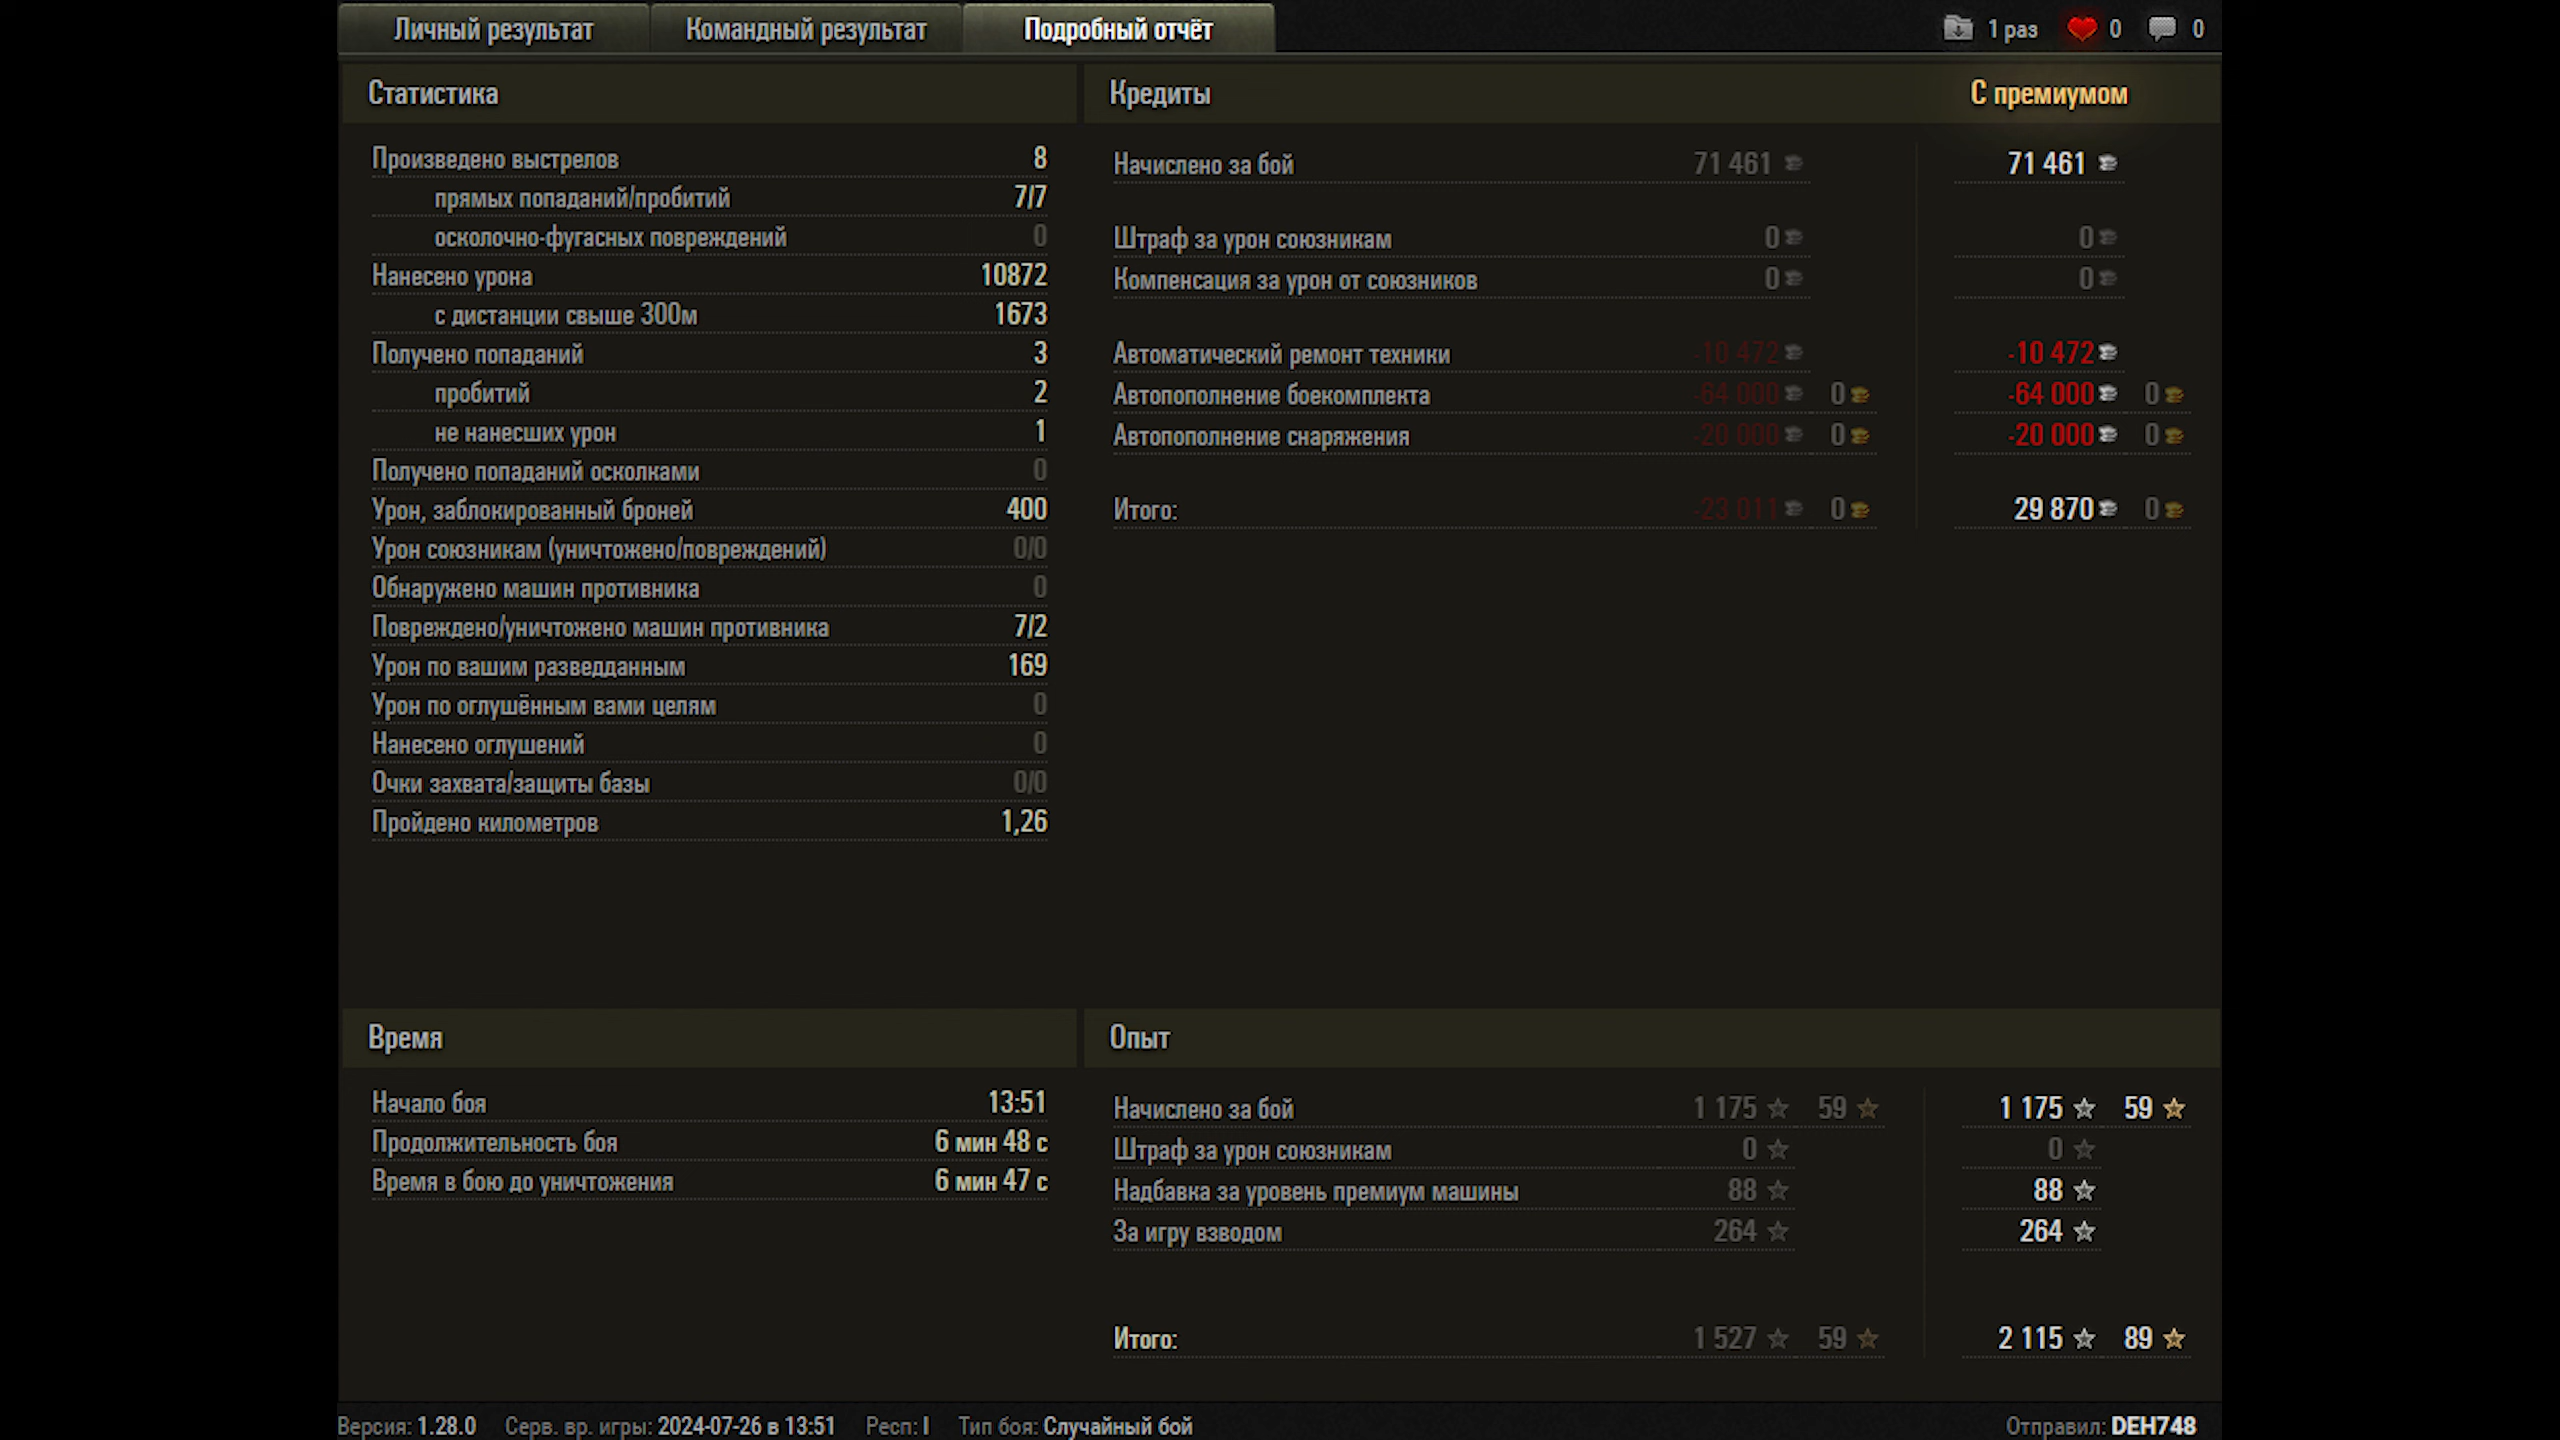 Личный результат
Командный результат
Подробный отчёт
1 раз
0
0
Статистика
Произведено выстрелов 8
прямых попаданий/пробитий 7/7
осколочно-фугасных повреждений 0
Нанесено урона 10872
с дистанции свыше 300м 1673
Получено попаданий 3
пробитий 2
не нанесших урон 1
Получено попаданий осколками 0
Урон, заблокированный броней 400
Урон союзникам (уничтожено/повреждений) 0/0
Обнаружено машин противника 0
Повреждено/уничтожено машин противника 7/2
Урон по вашим разведданным 169
Урон по оглушённым вами целям 0
Нанесено оглушений 0
Очки захвата/защиты базы 0/0
Пройдено километров 1,26
Кредиты С премиумом
Начислено за бой 71 461 71 461
Штраф за урон союзникам 0 0
Компенсация за урон от союзников 0 0
Автоматический ремонт техники -10 472 -10 472
Автопополнение боекомплекта -64 000 0 -64 000 0
Автопополнение снаряжения -20 000 0 -20 000 0
Итого: -23 011 0 29 870 0
Время
Начало боя 13:51
Продолжительность боя 6 мин 48 с
Время в бою до уничтожения 6 мин 47 с
Опыт
Начислено за бой 1 175 59 1 175 59
Штраф за урон союзникам 0 0
Надбавка за уровень премиум машины 88 88
За игру взводом 264 264
Итого: 1 527 59 2 115 89
Версия: 1.28.0 Серв. вр. игры: 2024-07-26 в 13:51 Респ: I Тип боя: Случайный бой Отправил: DEH748